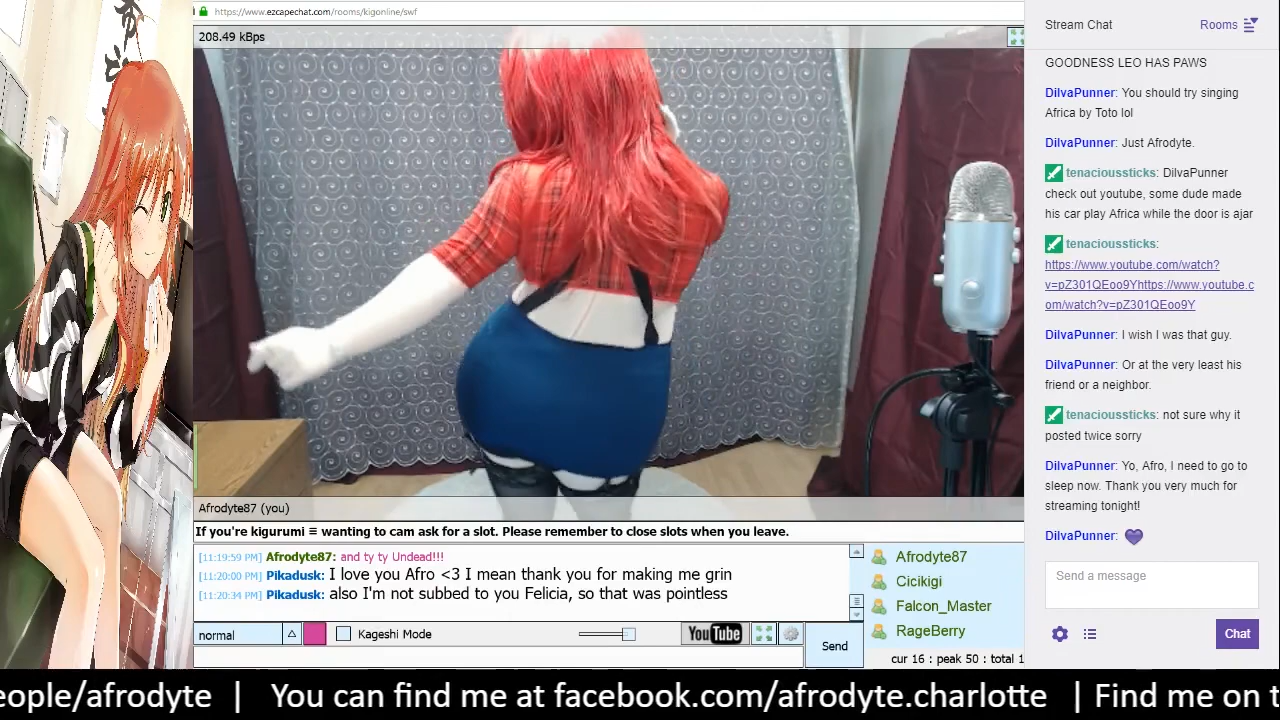 https://www.ezcapechat.com/rooms/kigonline/swf
208.49 kBps
Afrodyte87 (you)
If you're kigurumi ≡ wanting to cam ask for a slot. Please remember to close slots when you leave.
[11:19:59 PM] Afrodyte87: and ty ty Undead!!!
[11:20:00 PM] Pikadusk: I love you Afro <3 I mean thank you for making me grin
[11:20:34 PM] Pikadusk: also I'm not subbed to you Felicia, so that was pointless
normal
Kageshi Mode
YouTube
Send
Afrodyte87
Cicikigi
Falcon_Master
RageBerry
cur 16 : peak 50 : total 1
Stream Chat
Rooms
GOODNESS LEO HAS PAWS
DilvaPunner: You should try singing
Africa by Toto lol
DilvaPunner: Just Afrodyte.
tenacioussticks: DilvaPunner
check out youtube, some dude made
his car play Africa while the door is ajar
tenacioussticks:
https://www.youtube.com/watch?
v=pZ301QEoo9Yhttps://www.youtube.c
om/watch?v=pZ301QEoo9Y
DilvaPunner: I wish I was that guy.
DilvaPunner: Or at the very least his
friend or a neighbor.
tenacioussticks: not sure why it
posted twice sorry
DilvaPunner: Yo, Afro, I need to go to
sleep now. Thank you very much for
streaming tonight!
DilvaPunner: 💜
Send a message
Chat
eople/afrodyte | You can find me at facebook.com/afrodyte.charlotte | Find me on t